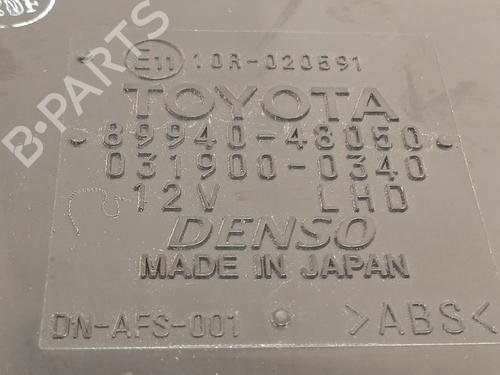 E11 10R-020591
TOYOTA
89940-48050
031900-0340
12V LHD
DENSO
MADE IN JAPAN
DN-AFS-001 >ABS<
B-PARTS